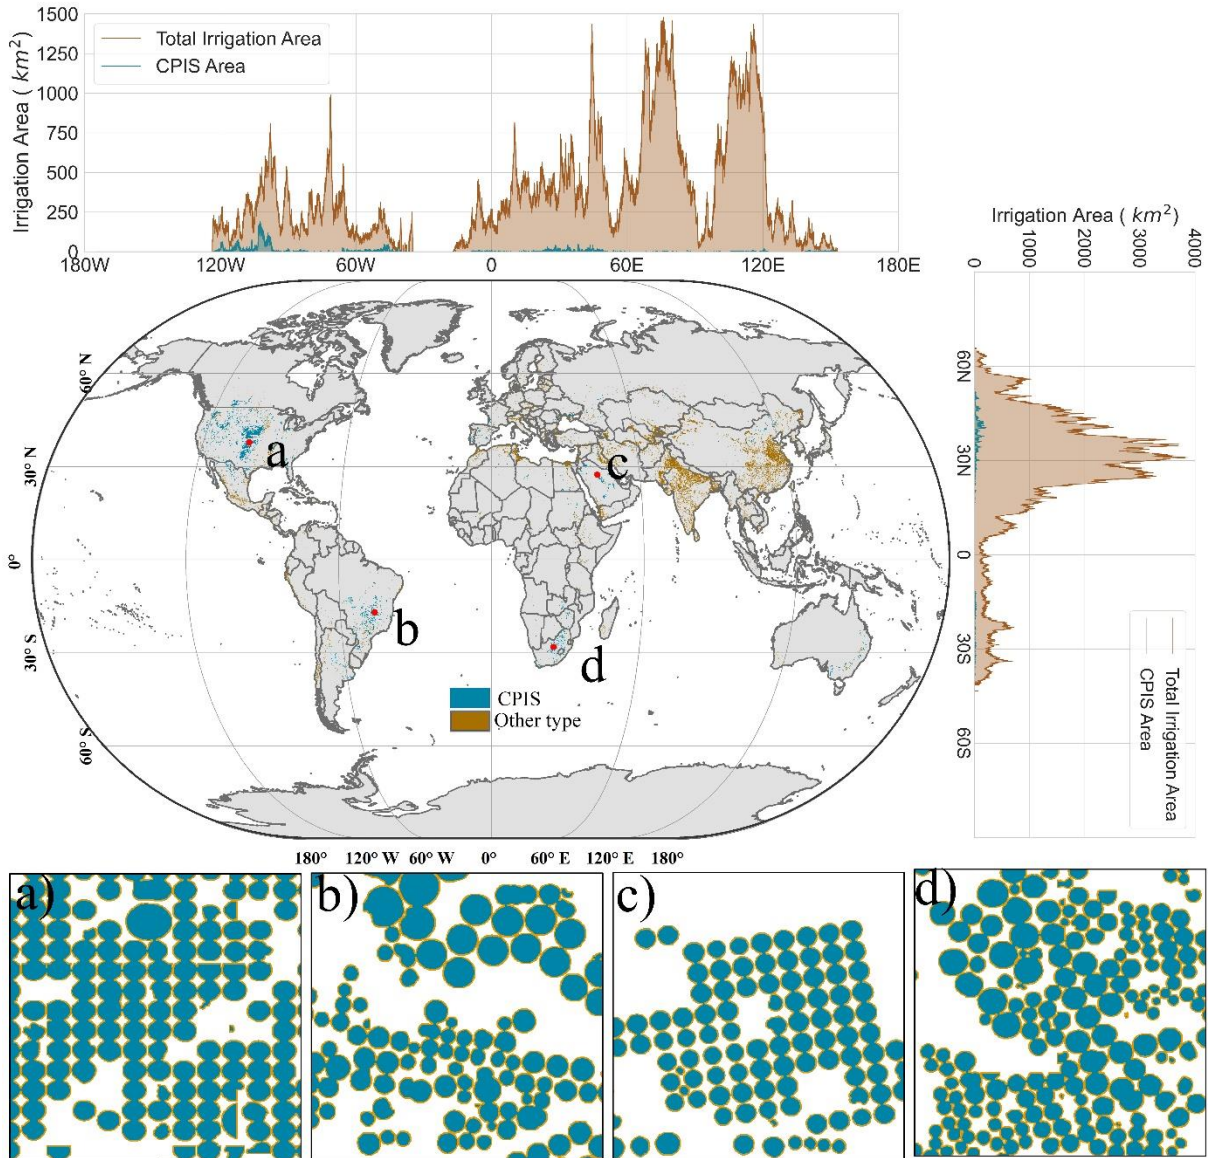 Irrigation Area ( km²)
1500
1250
1000
750
500
250
0
Total Irrigation Area
CPIS Area
180W
120W
60W
0
60E
120E
180E
Irrigation Area ( km²)
0
1000
2000
3000
4000
60N
30N
0
30S
60S
Total Irrigation Area
CPIS Area
60° N
30° N
0°
30° S
60° S
a
b
c
d
CPIS
Other type
180° 120° W 60° W 0° 60° E 120° E 180°
a)
b)
c)
d)